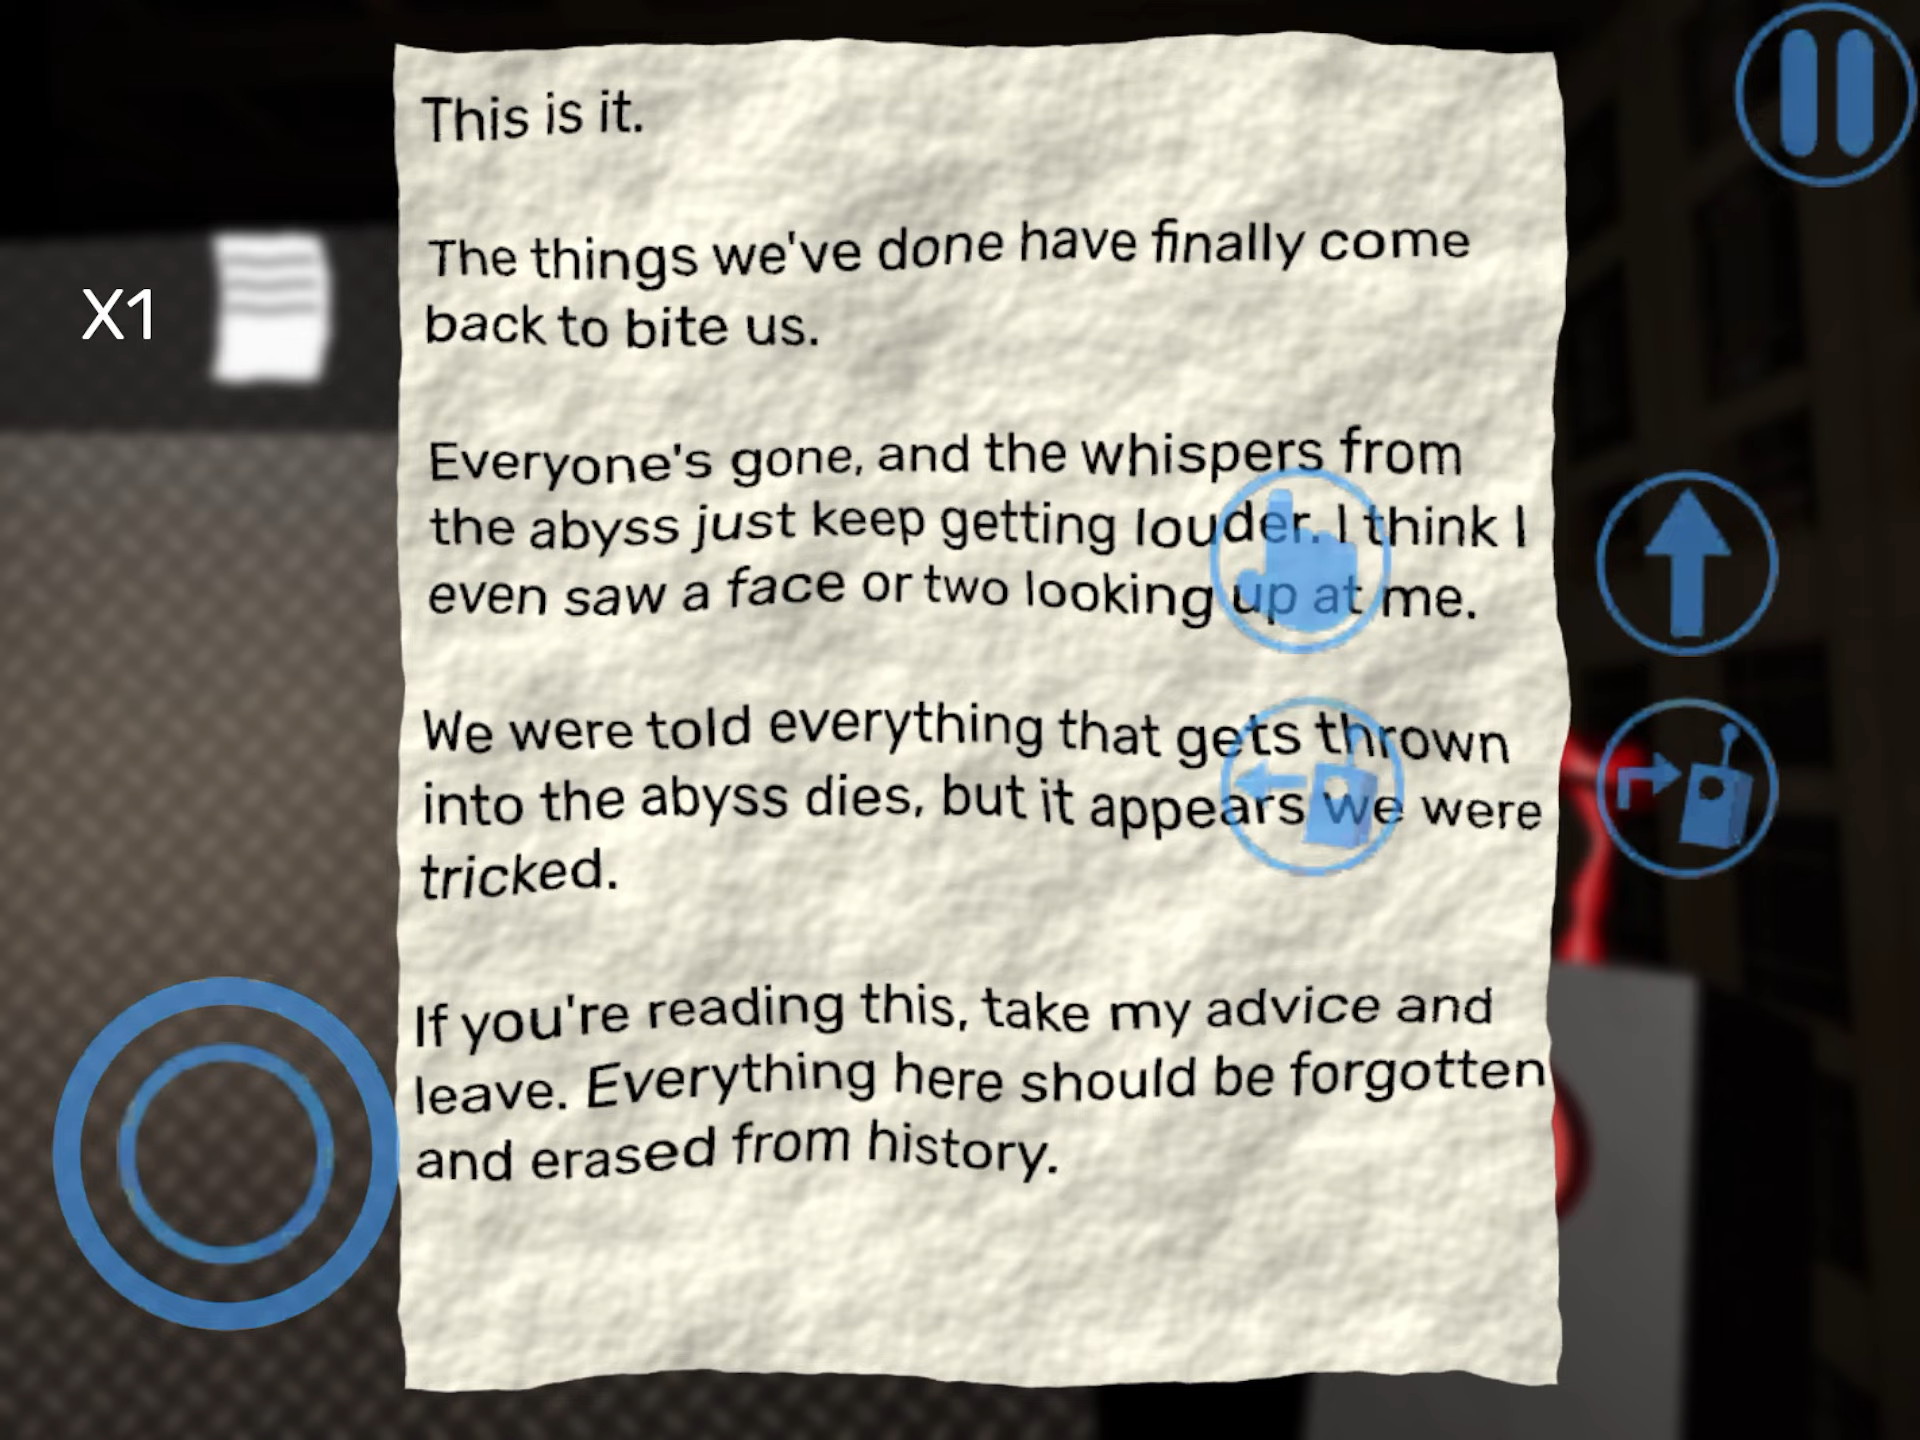 This is it.
The things we've done have finally come
back to bite us.
X1
Everyone's gone, and the whispers from
the abyss just keep getting louder. I think I
even saw a face or two looking up at me.
We were told everything that gets thrown
into the abyss dies, but it appears we were
tricked.
If you're reading this, take my advice and
leave. Everything here should be forgotten
and erased from history.